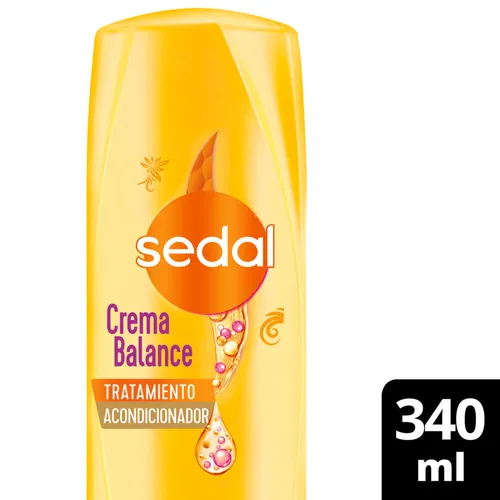 sedal
Crema
Balance
TRATAMIENTO
ACONDICIONADOR
340
ml